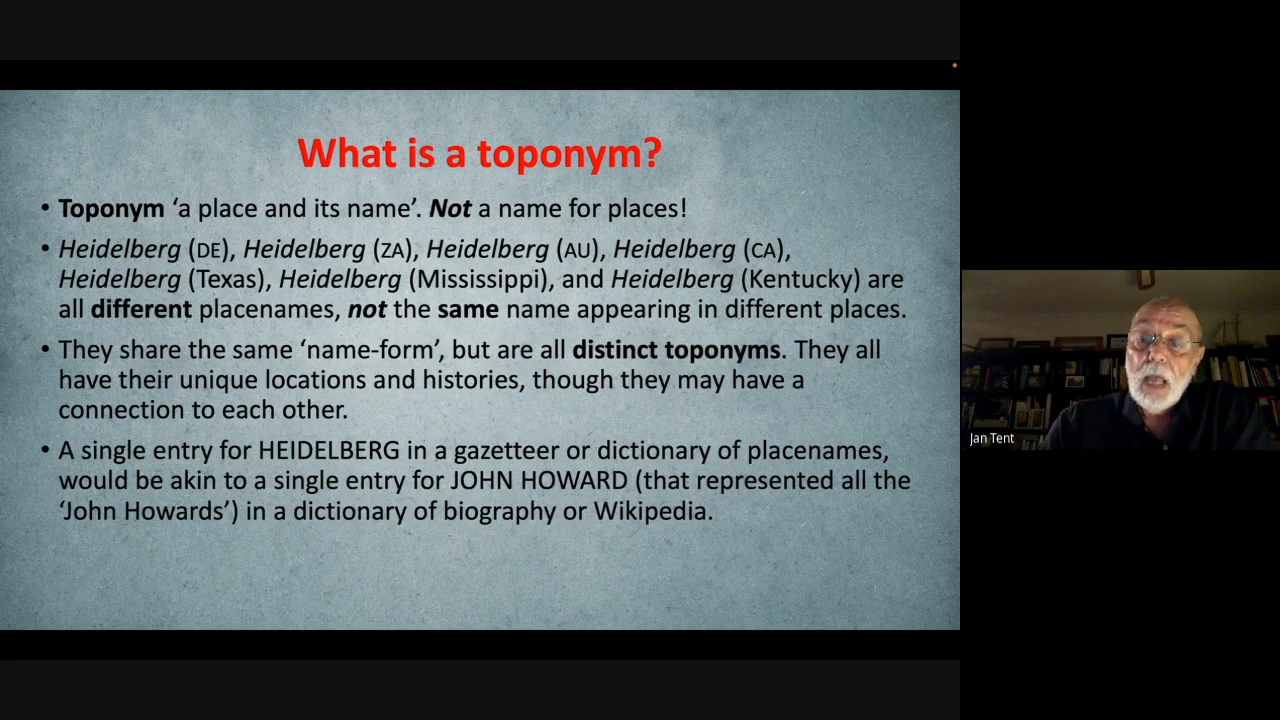 What is a toponym?
• Toponym ‘a place and its name’. Not a name for places!
• Heidelberg (DE), Heidelberg (ZA), Heidelberg (AU), Heidelberg (CA),
Heidelberg (Texas), Heidelberg (Mississippi), and Heidelberg (Kentucky) are
all different placenames, not the same name appearing in different places.
• They share the same ‘name-form’, but are all distinct toponyms. They all
have their unique locations and histories, though they may have a
connection to each other.
• A single entry for HEIDELBERG in a gazetteer or dictionary of placenames,
would be akin to a single entry for JOHN HOWARD (that represented all the
‘John Howards’) in a dictionary of biography or Wikipedia.
Jan Tent